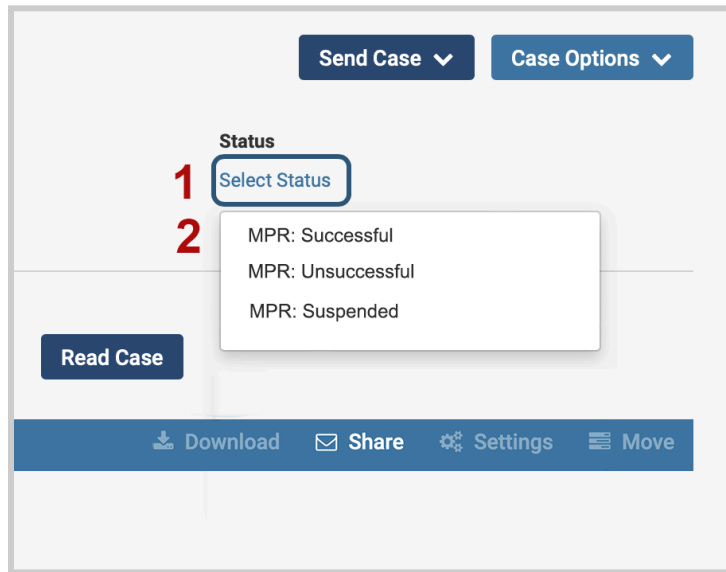 Send Case
Case Options
Status
1
Select Status
2
MPR: Successful
MPR: Unsuccessful
MPR: Suspended
Read Case
Download
Share
Settings
Move